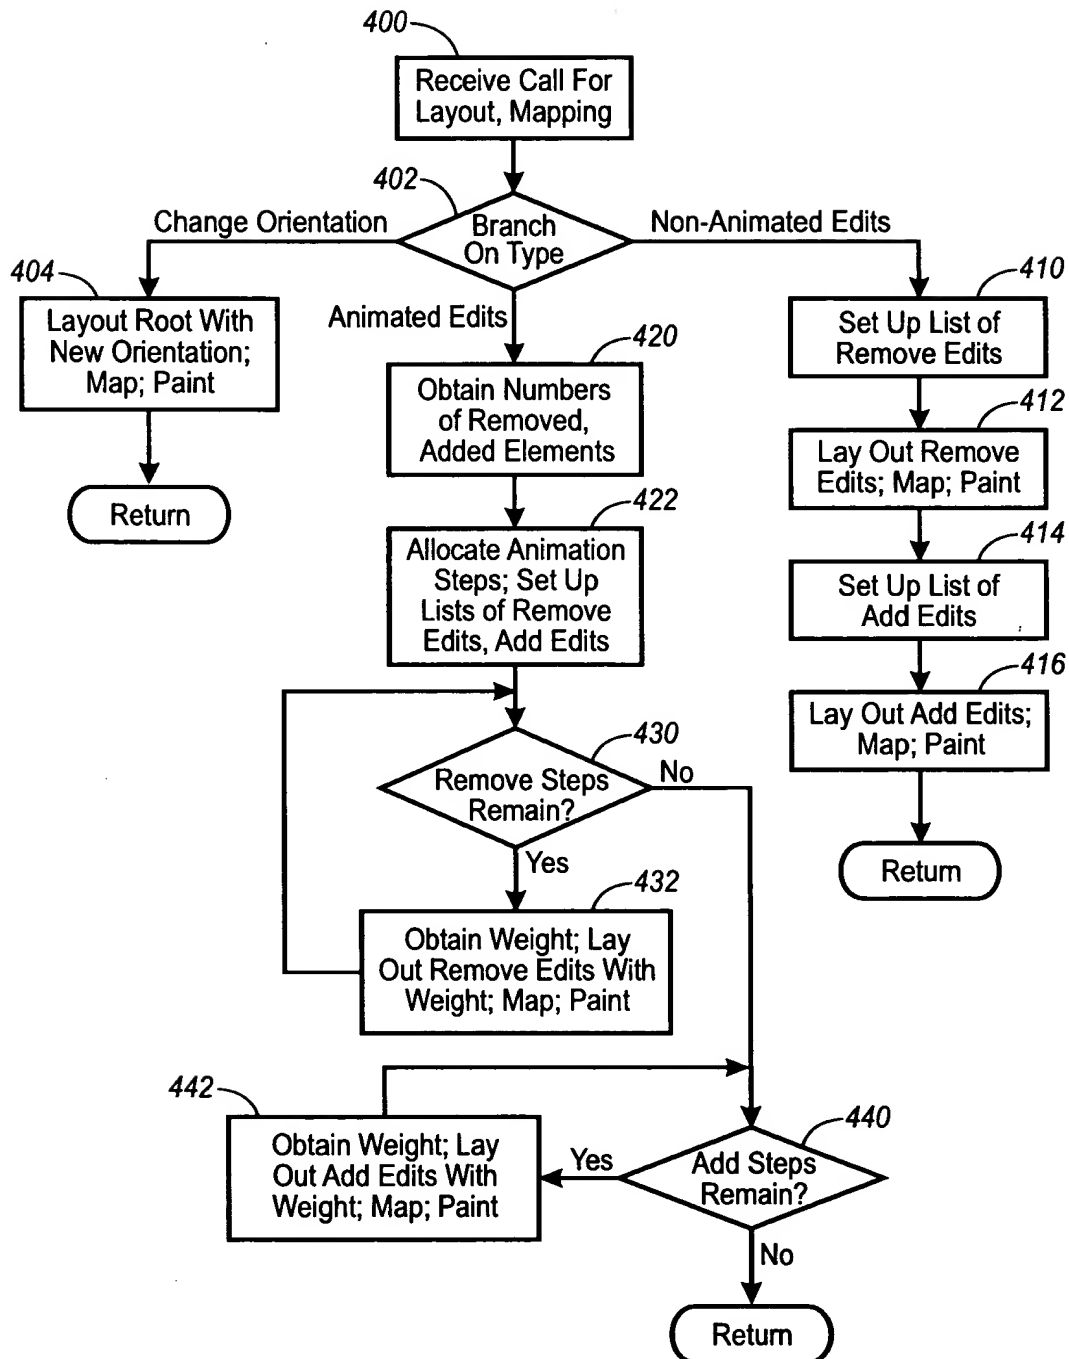 400
Receive Call For
Layout, Mapping
402
Branch
On Type
Change Orientation
Non-Animated Edits
Animated Edits
404
Layout Root With
New Orientation;
Map; Paint
Return
410
Set Up List of
Remove Edits
412
Lay Out Remove
Edits; Map; Paint
414
Set Up List of
Add Edits
416
Lay Out Add Edits;
Map; Paint
Return
420
Obtain Numbers
of Removed,
Added Elements
422
Allocate Animation
Steps; Set Up
Lists of Remove
Edits, Add Edits
430
Remove Steps
Remain?
No
Yes
432
Obtain Weight; Lay
Out Remove Edits With
Weight; Map; Paint
442
Obtain Weight; Lay
Out Add Edits With
Weight; Map; Paint
440
Add Steps
Remain?
Yes
No
Return